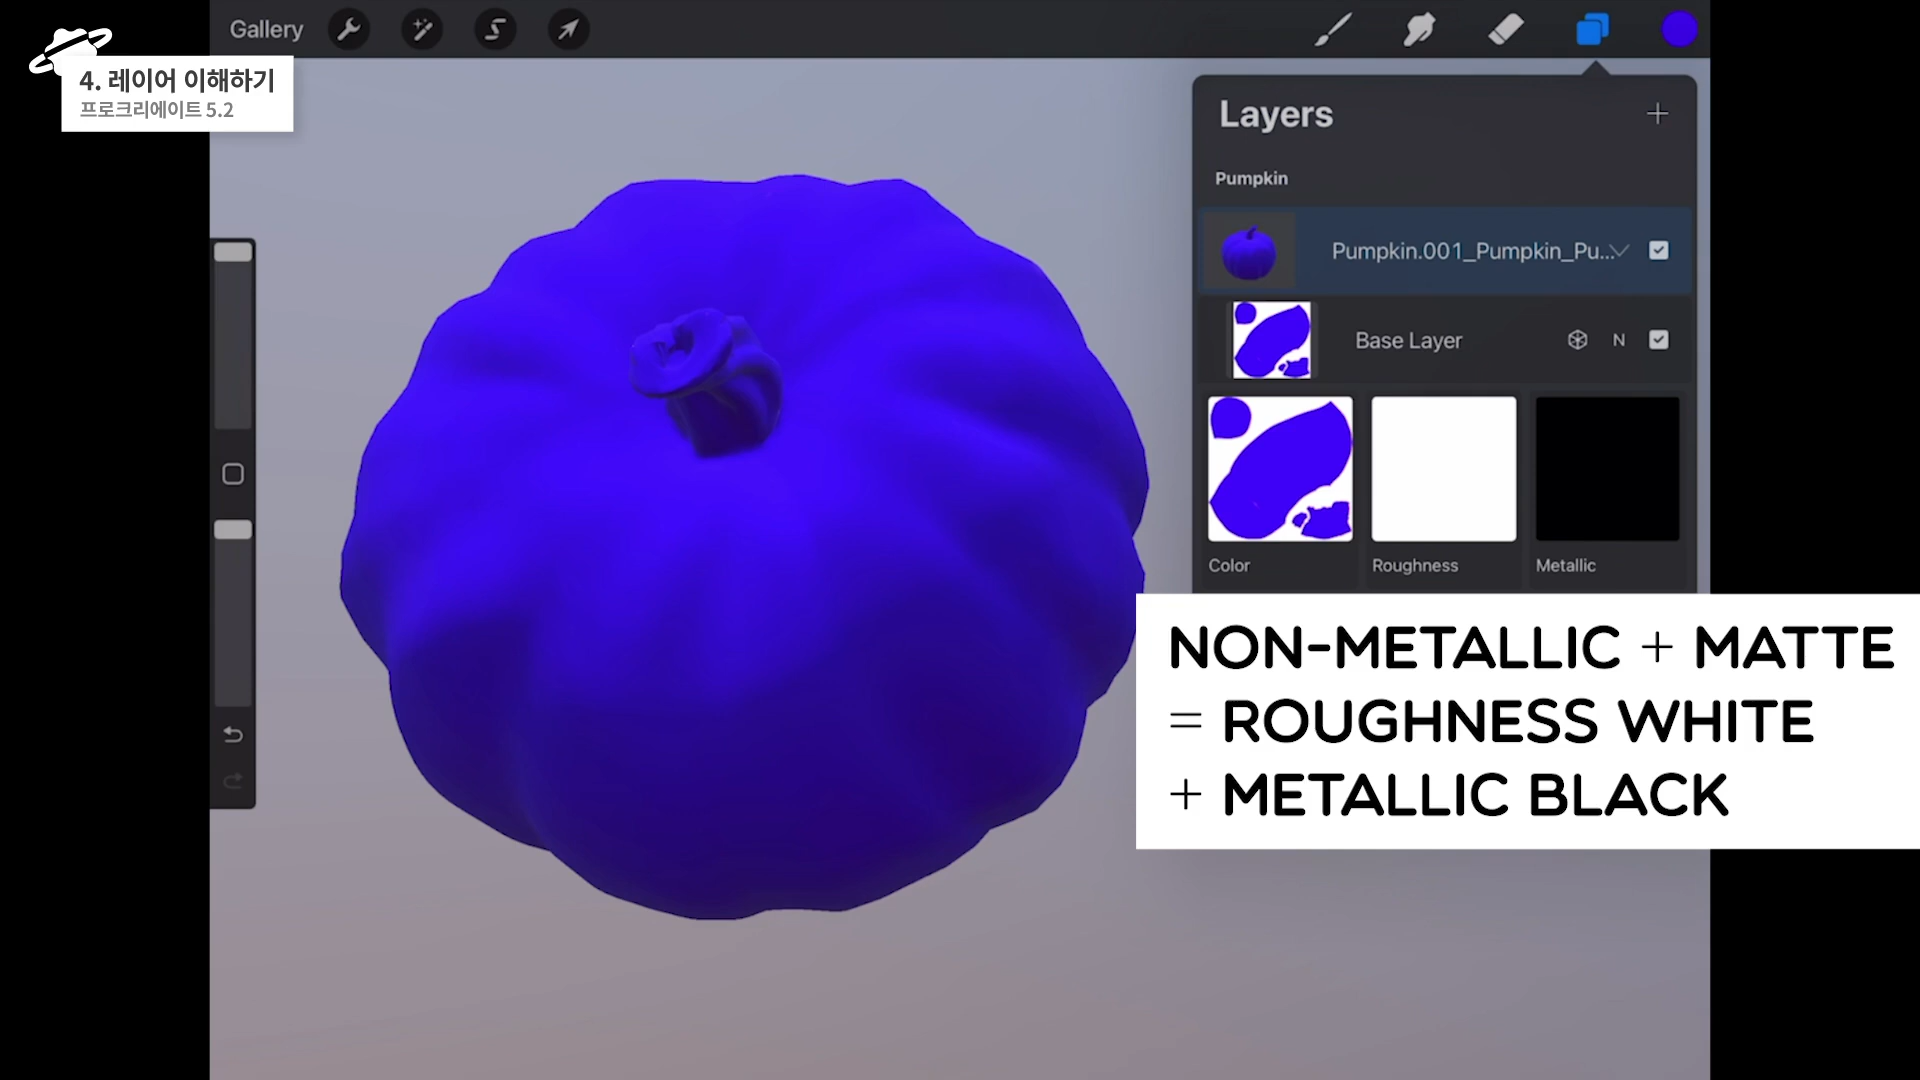 Gallery
4. 레이어 이해하기
프로크리에이트 5.2
Layers
Pumpkin
Pumpkin.001_Pumpkin_Pu...
Base Layer N
Color Roughness Metallic
NON-METALLIC + MATTE
= ROUGHNESS WHITE
+ METALLIC BLACK